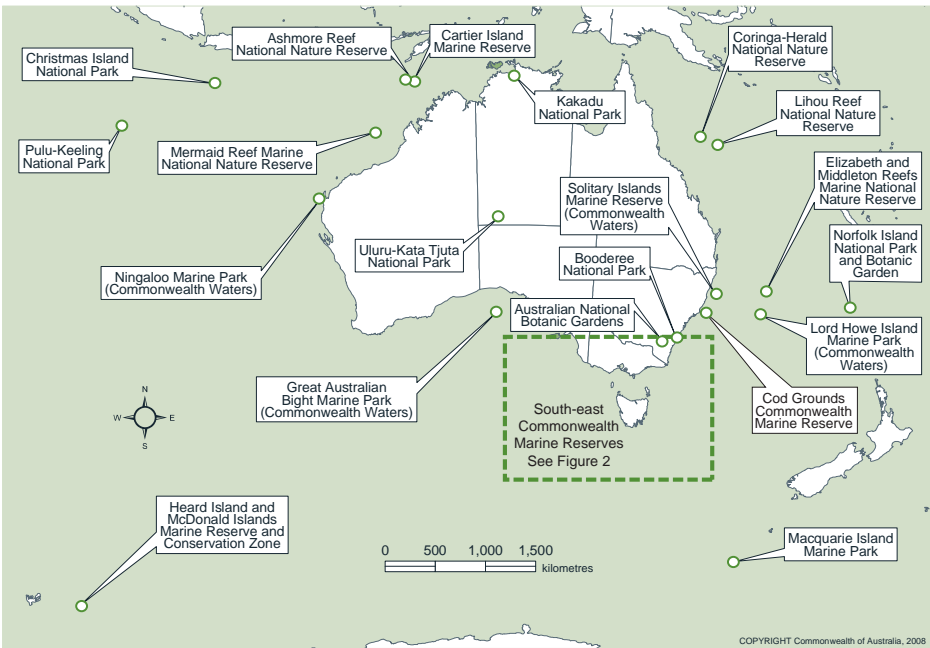 Christmas Island
National Park
Ashmore Reef
National Nature Reserve
Cartier Island
Marine Reserve
Coringa-Herald
National Nature
Reserve
Kakadu
National Park
Lihou Reef
National Nature
Reserve
Pulu-Keeling
National Park
Mermaid Reef Marine
National Nature Reserve
Elizabeth and
Middleton Reefs
Marine National
Nature Reserve
Solitary Islands
Marine Reserve
(Commonwealth
Waters)
Uluru-Kata Tjuta
National Park
Booderee
National Park
Norfolk Island
National Park
and Botanic
Garden
Ningaloo Marine Park
(Commonwealth Waters)
Australian National
Botanic Gardens
Lord Howe Island
Marine Park
(Commonwealth
Waters)
Great Australian
Bight Marine Park
(Commonwealth Waters)
Cod Grounds
Commonwealth
Marine Reserve
N
W
E
S
South-east
Commonwealth
Marine Reserves
See Figure 2
Heard Island and
McDonald Islands
Marine Reserve and
Conservation Zone
Macquarie Island
Marine Park
0 500 1,000 1,500
kilometres
COPYRIGHT Commonwealth of Australia, 2008